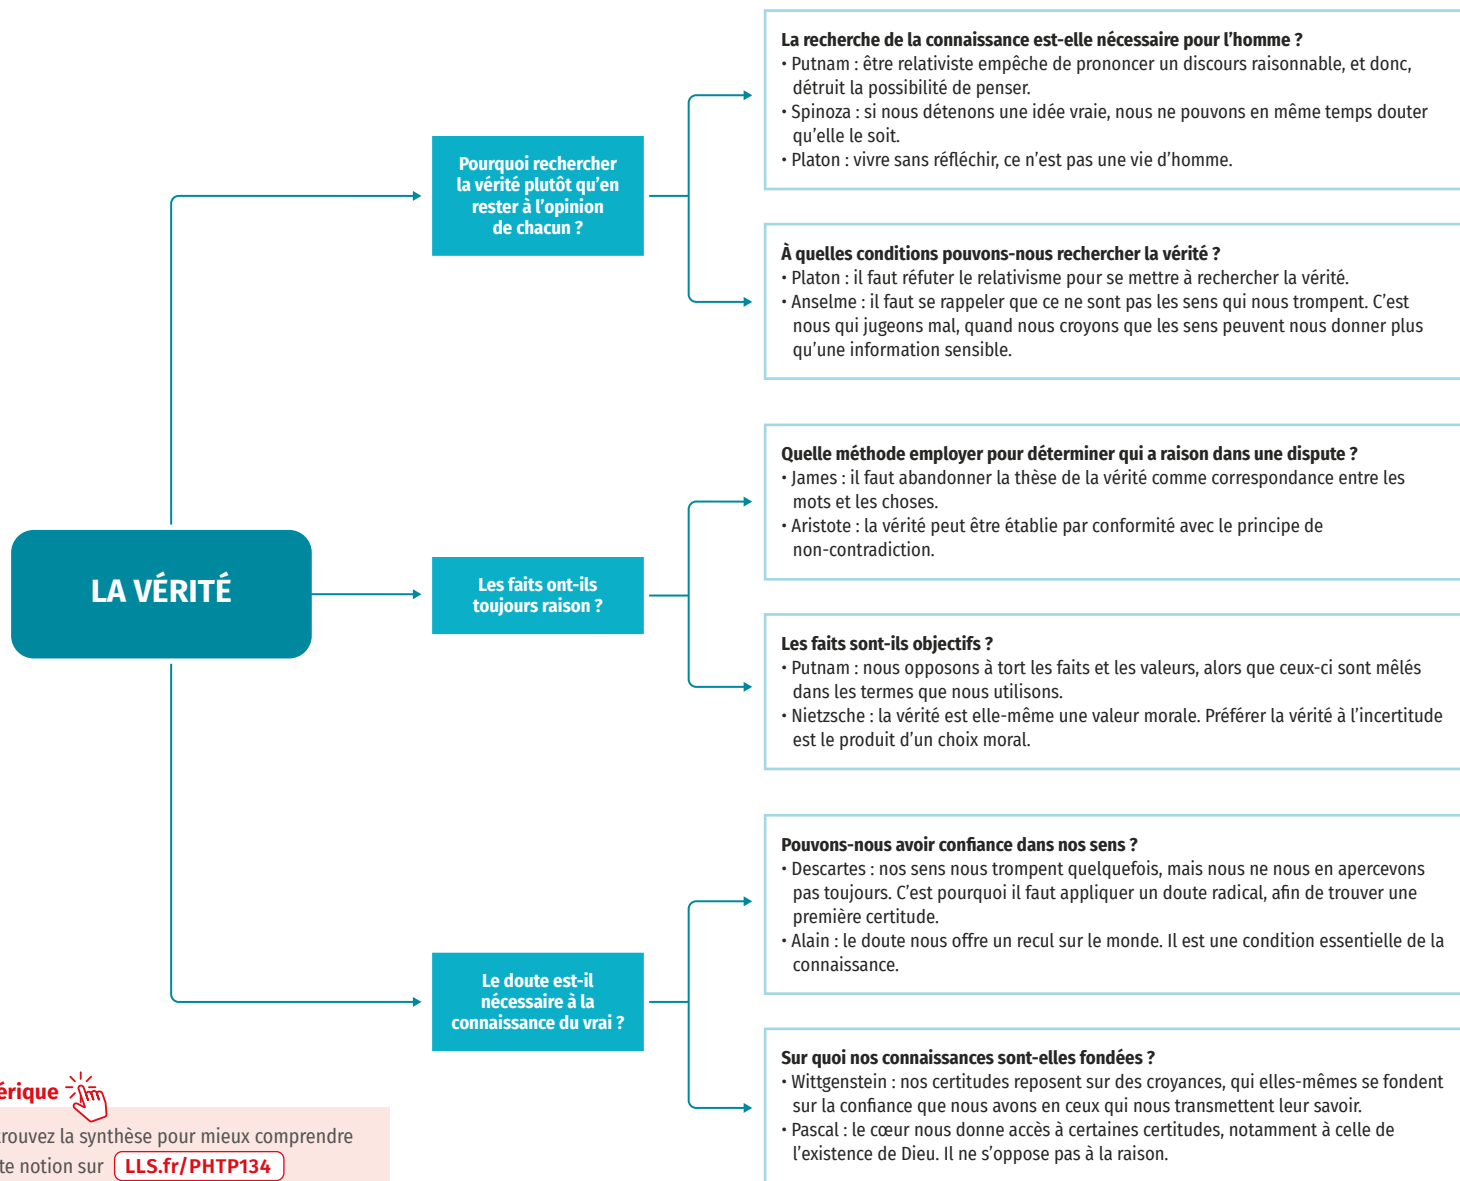 La recherche de la connaissance est-elle nécessaire pour l'homme ?
• Putnam : être relativiste empêche de prononcer un discours raisonnable, et donc,
détruit la possibilité de penser.
• Spinoza : si nous détenons une idée vraie, nous ne pouvons en même temps douter
qu'elle le soit.
• Platon : vivre sans réfléchir, ce n'est pas une vie d'homme.
Pourquoi rechercher
la vérité plutôt qu'en
rester à l'opinion
de chacun ?
À quelles conditions pouvons-nous rechercher la vérité ?
• Platon : il faut réfuter le relativisme pour se mettre à rechercher la vérité.
• Anselme : il faut se rappeler que ce ne sont pas les sens qui nous trompent. C'est
nous qui jugeons mal, quand nous croyons que les sens peuvent nous donner plus
qu'une information sensible.
Quelle méthode employer pour déterminer qui a raison dans une dispute ?
• James : il faut abandonner la thèse de la vérité comme correspondance entre les
mots et les choses.
• Aristote : la vérité peut être établie par conformité avec le principe de
non-contradiction.
LA VÉRITÉ
Les faits ont-ils
toujours raison ?
Les faits sont-ils objectifs ?
• Putnam : nous opposons à tort les faits et les valeurs, alors que ceux-ci sont mêlés
dans les termes que nous utilisons.
• Nietzsche : la vérité est elle-même une valeur morale. Préférer la vérité à l'incertitude
est le produit d'un choix moral.
Pouvons-nous avoir confiance dans nos sens ?
• Descartes : nos sens nous trompent quelquefois, mais nous ne nous en apercevons
pas toujours. C'est pourquoi il faut appliquer un doute radical, afin de trouver une
première certitude.
• Alain : le doute nous offre un recul sur le monde. Il est une condition essentielle de la
connaissance.
Le doute est-il
nécessaire à la
connaissance du vrai ?
Sur quoi nos connaissances sont-elles fondées ?
• Wittgenstein : nos certitudes reposent sur des croyances, qui elles-mêmes se fondent
sur la confiance que nous avons en ceux qui nous transmettent leur savoir.
• Pascal : le cœur nous donne accès à certaines certitudes, notamment à celle de
l'existence de Dieu. Il ne s'oppose pas à la raison.
érique
trouvez la synthèse pour mieux comprendre
te notion sur LLS.fr/PHTP134